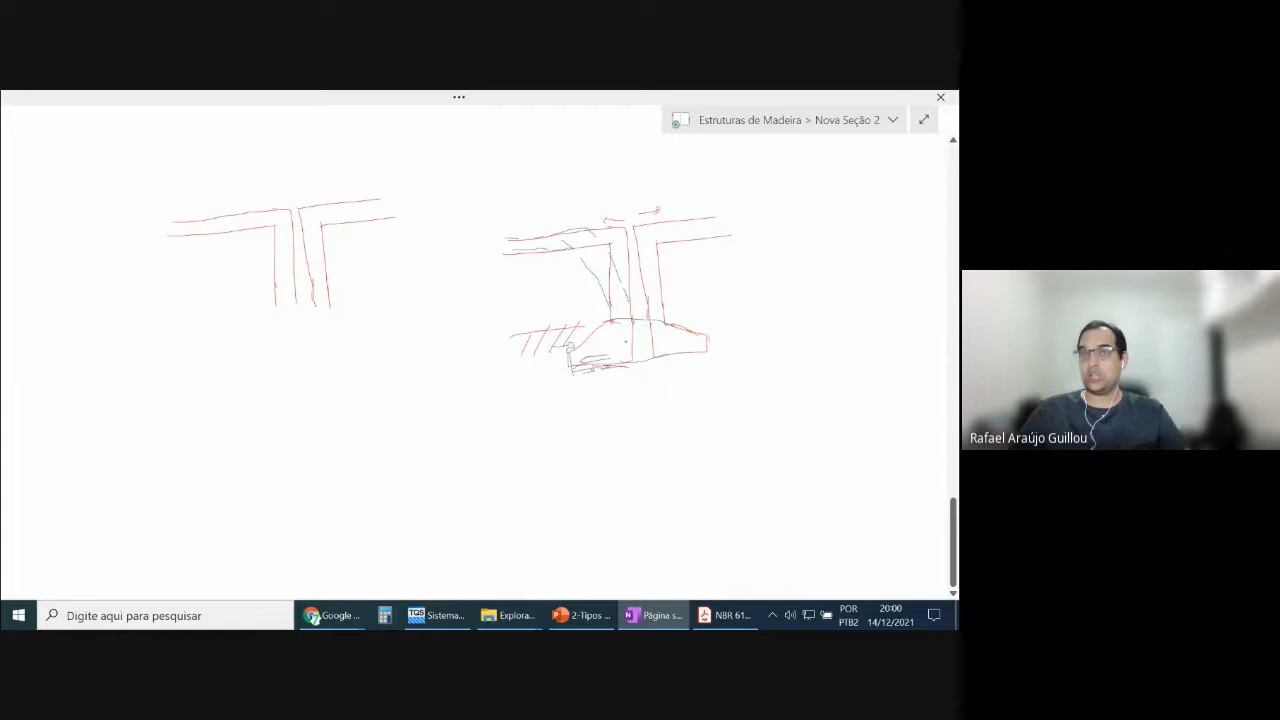 Estruturas de Madeira > Nova Seção 2
Rafael Araújo Guillou
Digite aqui para pesquisar
Google ...
TQS
Sistema...
Explora...
2-Tipos ...
Página s...
NBR 61...
POR
PTB2
20:00
14/12/2021